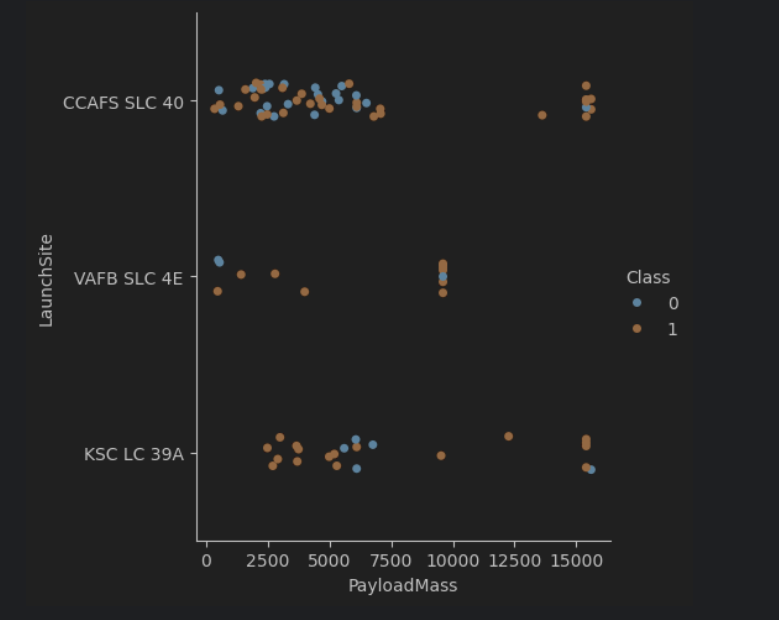 CCAFS SLC 40
VAFB SLC 4E
KSC LC 39A
LaunchSite
0 2500 5000 7500 10000 12500 15000
PayloadMass
Class
0
1